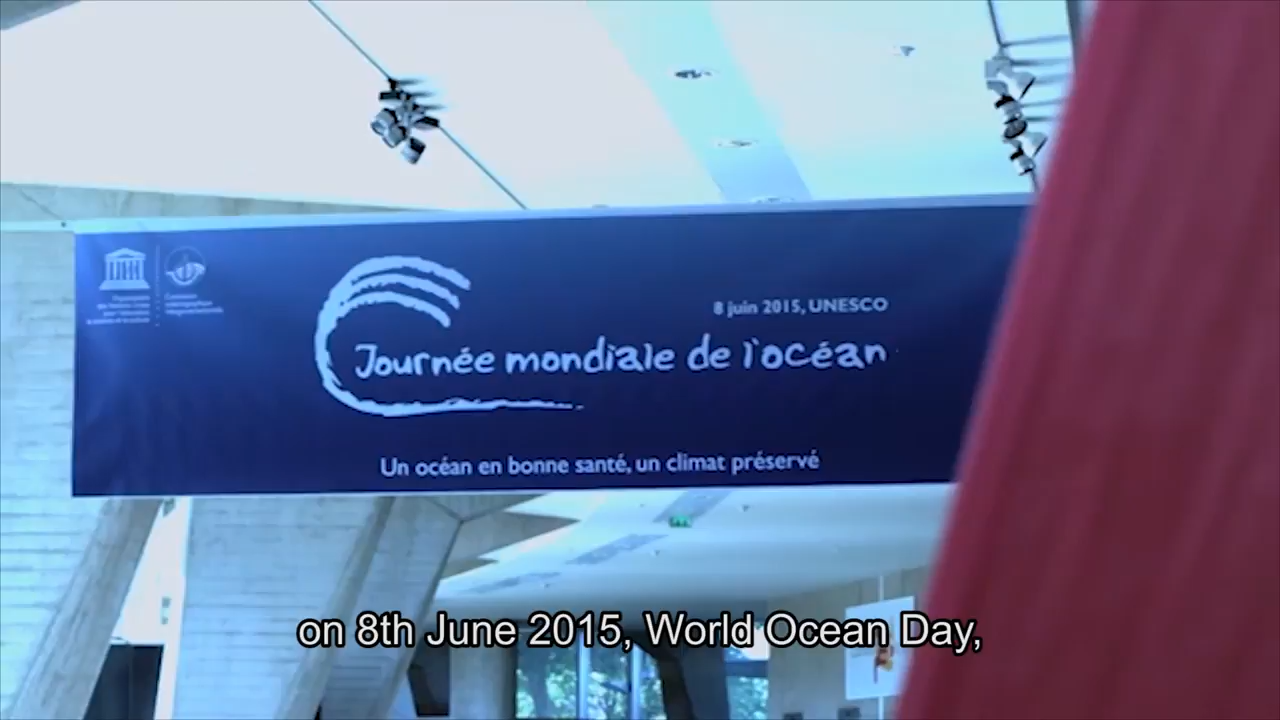 8 juin 2015, UNESCO
Journée mondiale de l'océan
Un océan en bonne santé, un climat préservé
on 8th June 2015, World Ocean Day,